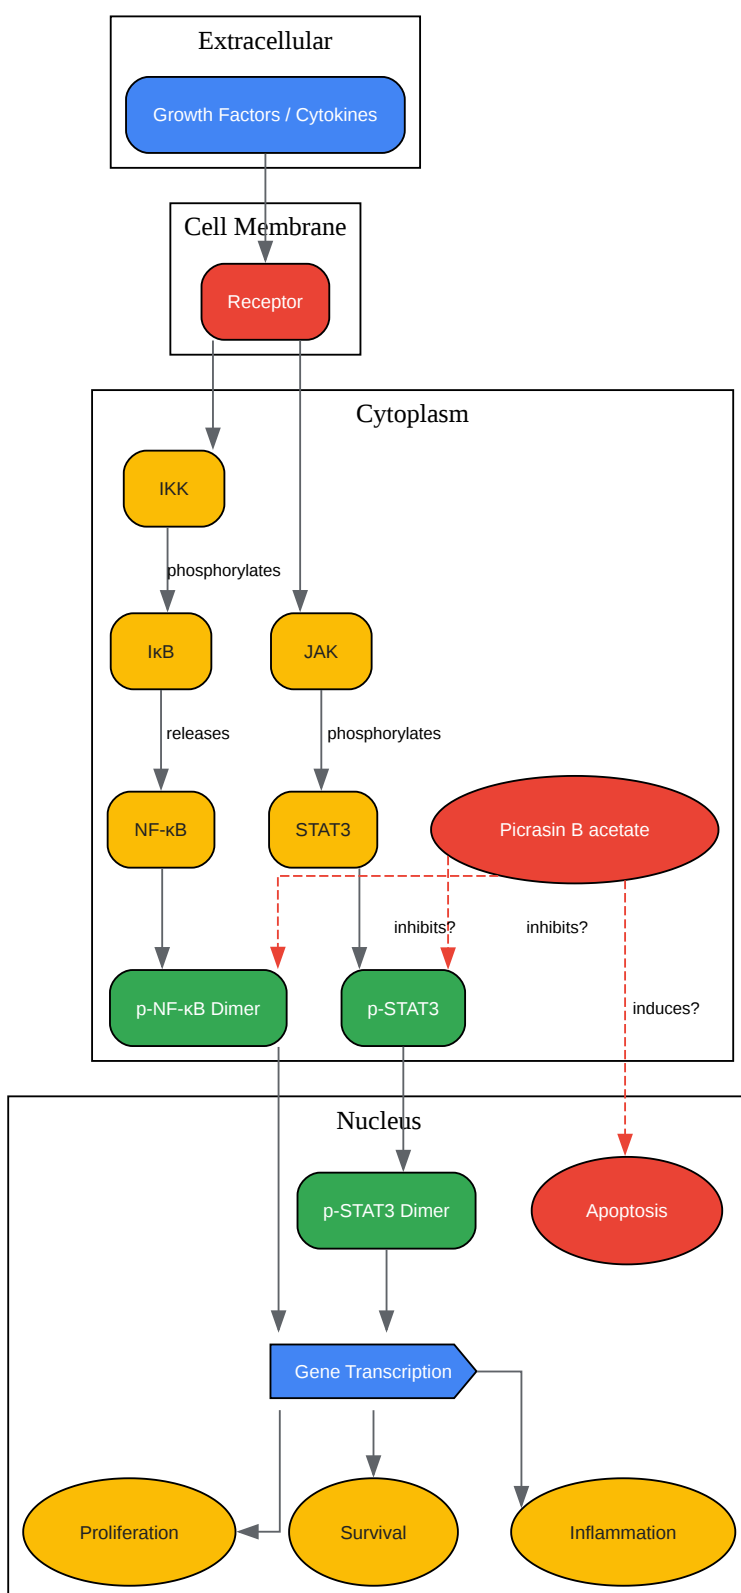 Extracellular
Growth Factors / Cytokines
Cell Membrane
Receptor
Cytoplasm
IKK
phosphorylates
IκB
JAK
releases
phosphorylates
NF-κB
STAT3
Picrasin B acetate
inhibits?
inhibits?
p-NF-κB Dimer
p-STAT3
induces?
Nucleus
p-STAT3 Dimer
Apoptosis
Gene Transcription
Proliferation
Survival
Inflammation